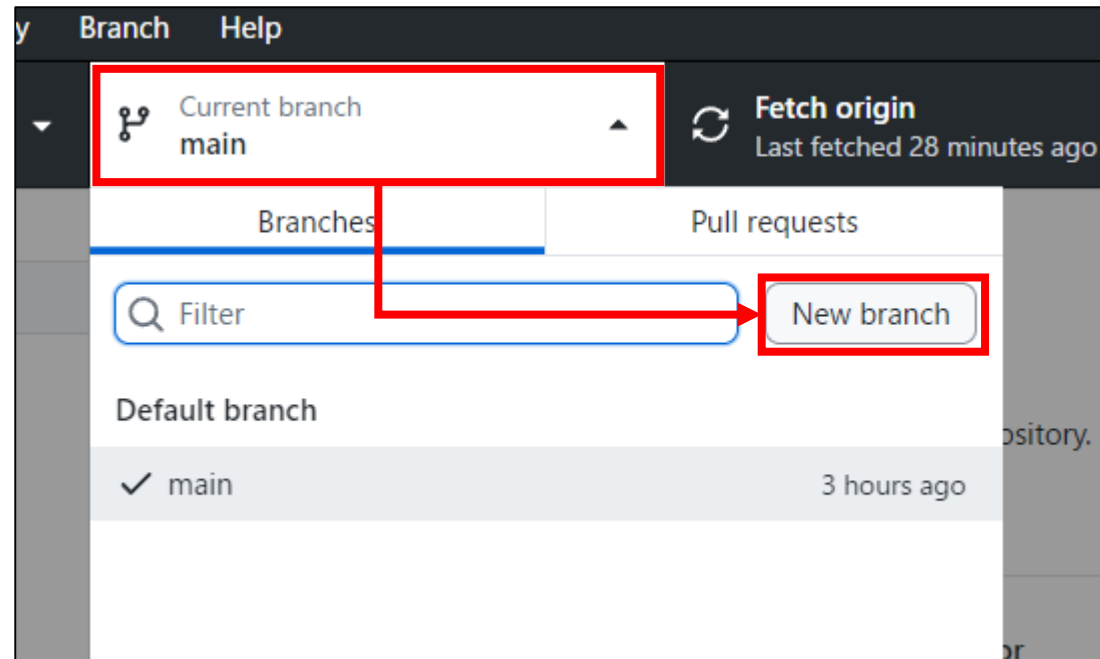 y Branch Help
Current branch
main
Fetch origin
Last fetched 28 minutes ago
Branches Pull requests
Filter New branch
Default branch
ository.
main 3 hours ago
or